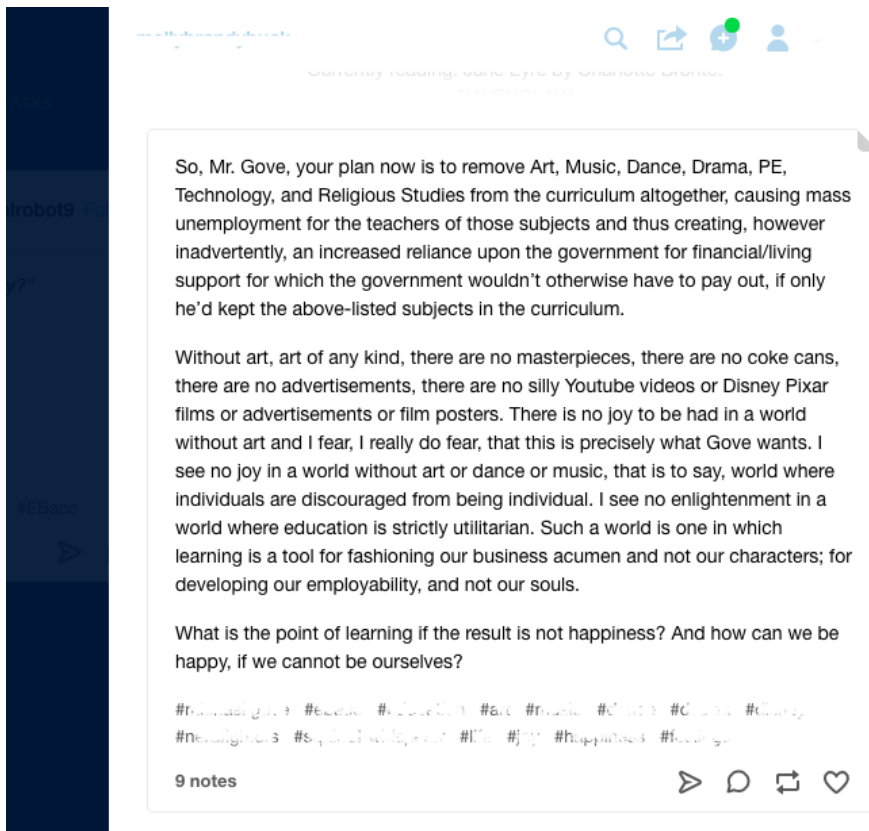 Asks
So, Mr. Gove, your plan now is to remove Art, Music, Dance, Drama, PE,
Technology, and Religious Studies from the curriculum altogether, causing mass
unemployment for the teachers of those subjects and thus creating, however
inadvertently, an increased reliance upon the government for financial/living
support for which the government wouldn't otherwise have to pay out, if only
he'd kept the above-listed subjects in the curriculum.
Without art, art of any kind, there are no masterpieces, there are no coke cans,
there are no advertisements, there are no silly Youtube videos or Disney Pixar
films or advertisements or film posters. There is no joy to be had in a world
without art and I fear, I really do fear, that this is precisely what Gove wants. I
see no joy in a world without art or dance or music, that is to say, world where
individuals are discouraged from being individual. I see no enlightenment in a
world where education is strictly utilitarian. Such a world is one in which
learning is a tool for fashioning our business acumen and not our characters; for
developing our employability, and not our souls.
What is the point of learning if the result is not happiness? And how can we be
happy, if we cannot be ourselves?
#EBacc
9 notes